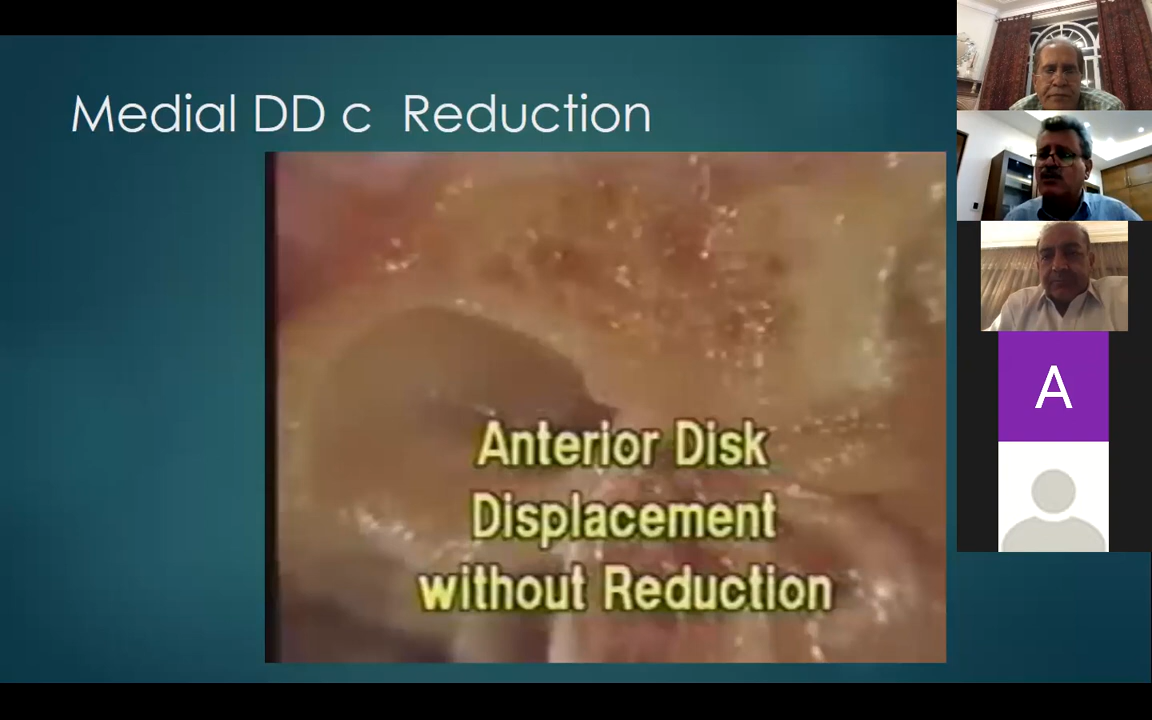 Medial DD c Reduction
Anterior Disk
Displacement
without Reduction
A